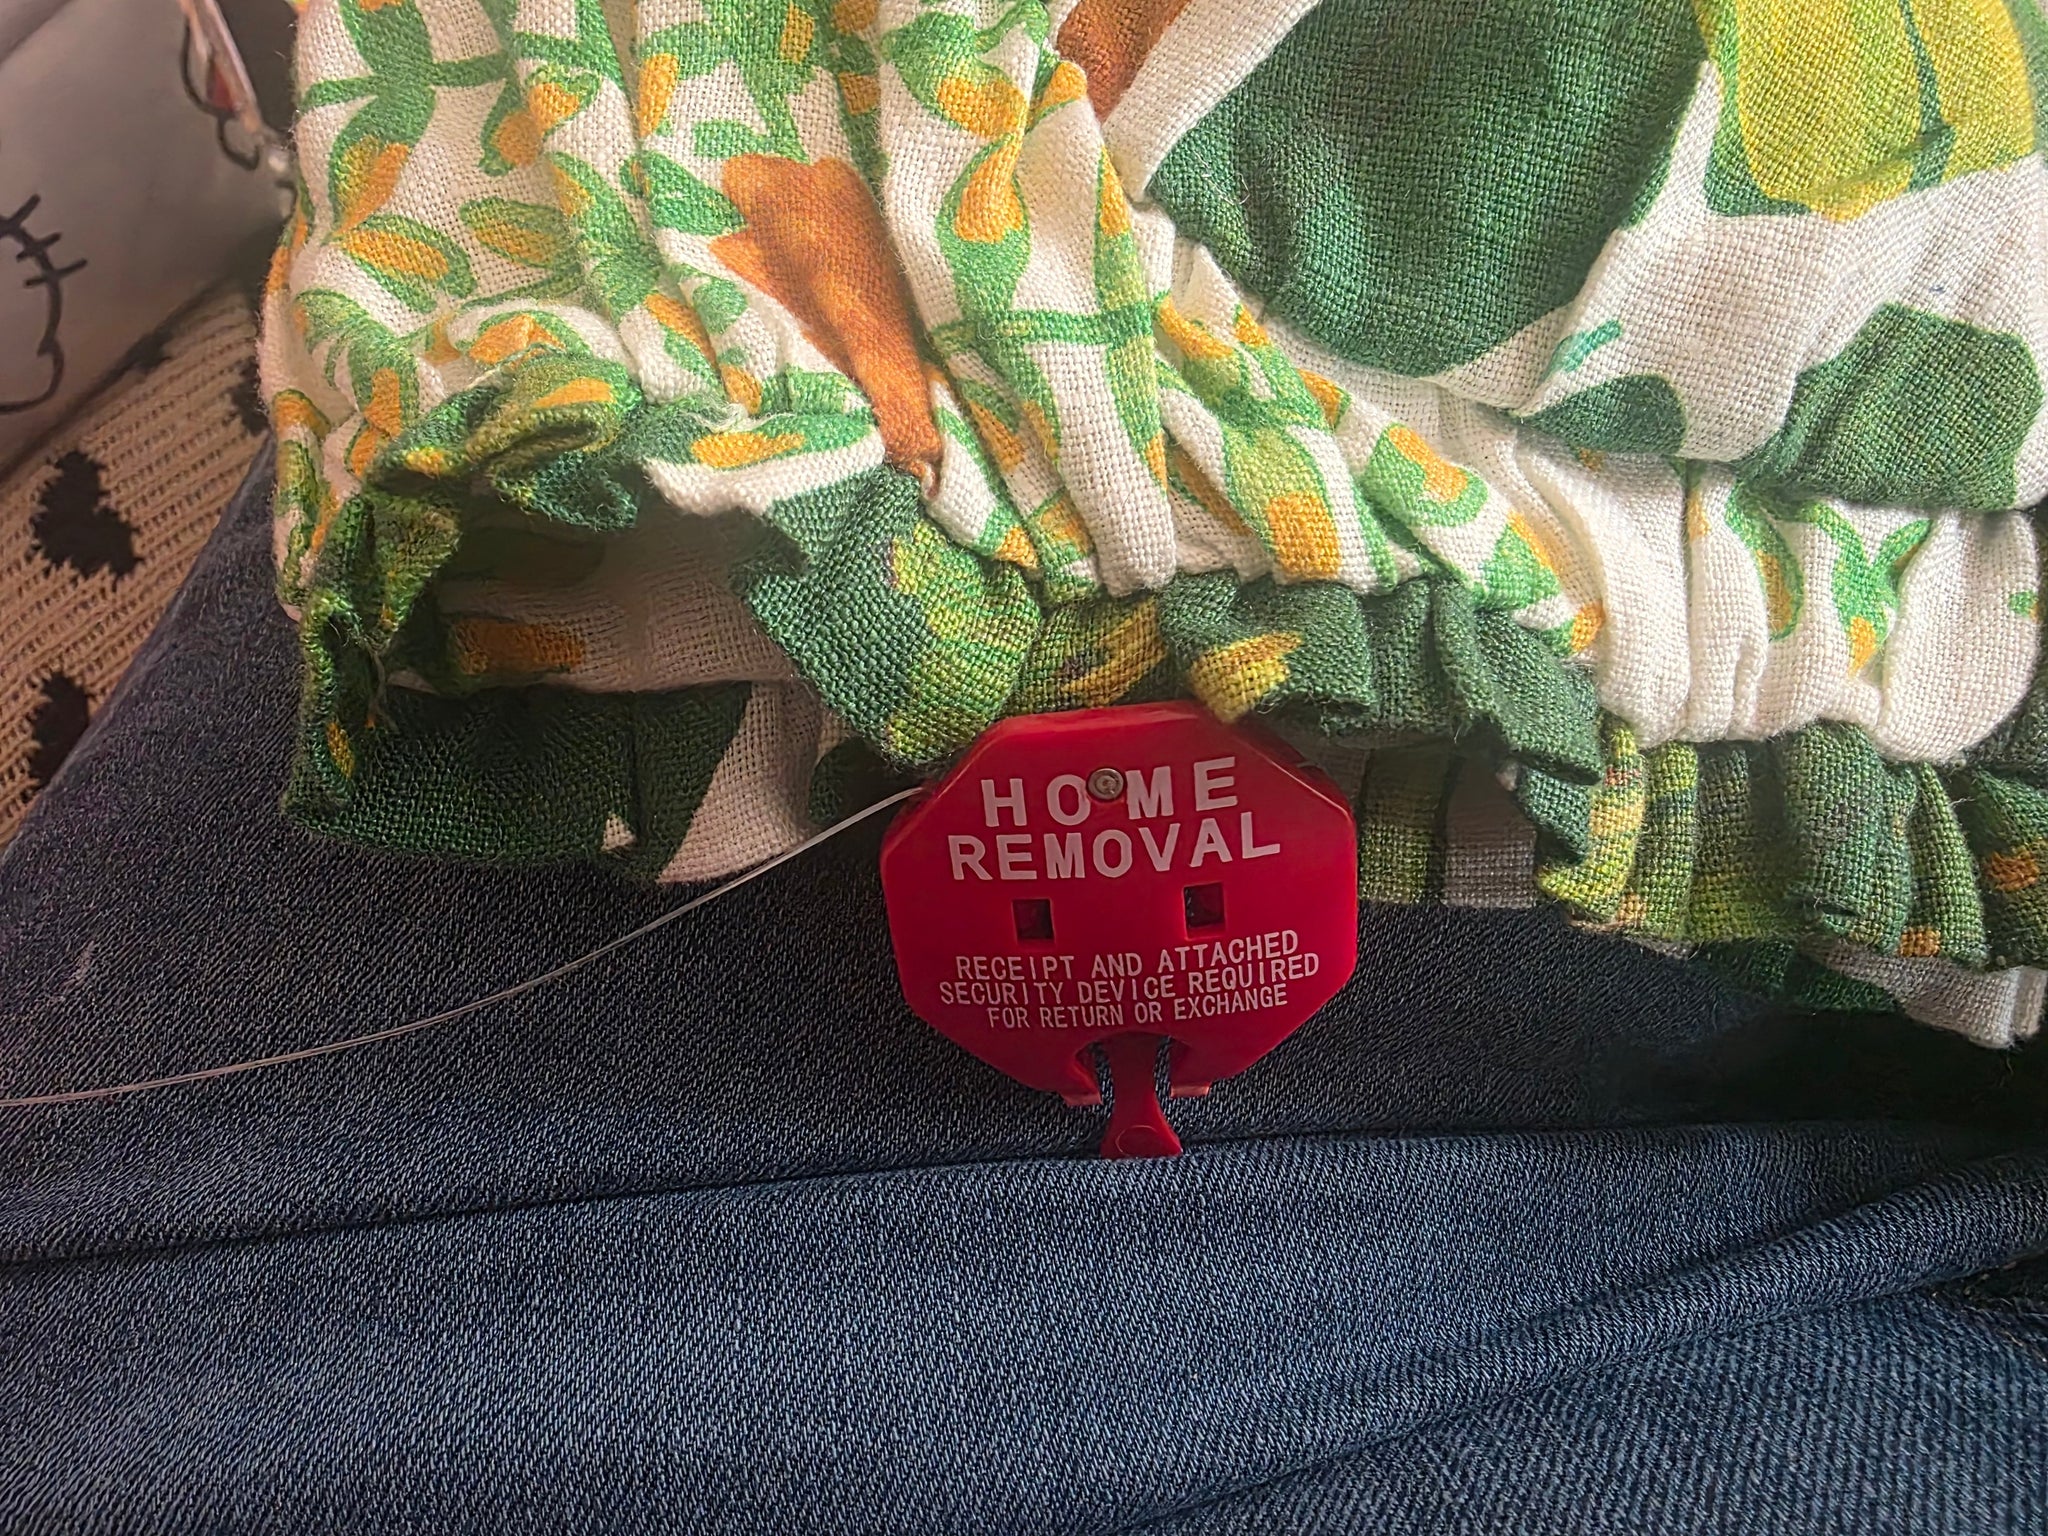 HOME
REMOVAL
RECEIPT AND ATTACHED
SECURITY DEVICE REQUIRED
FOR RETURN OR EXCHANGE